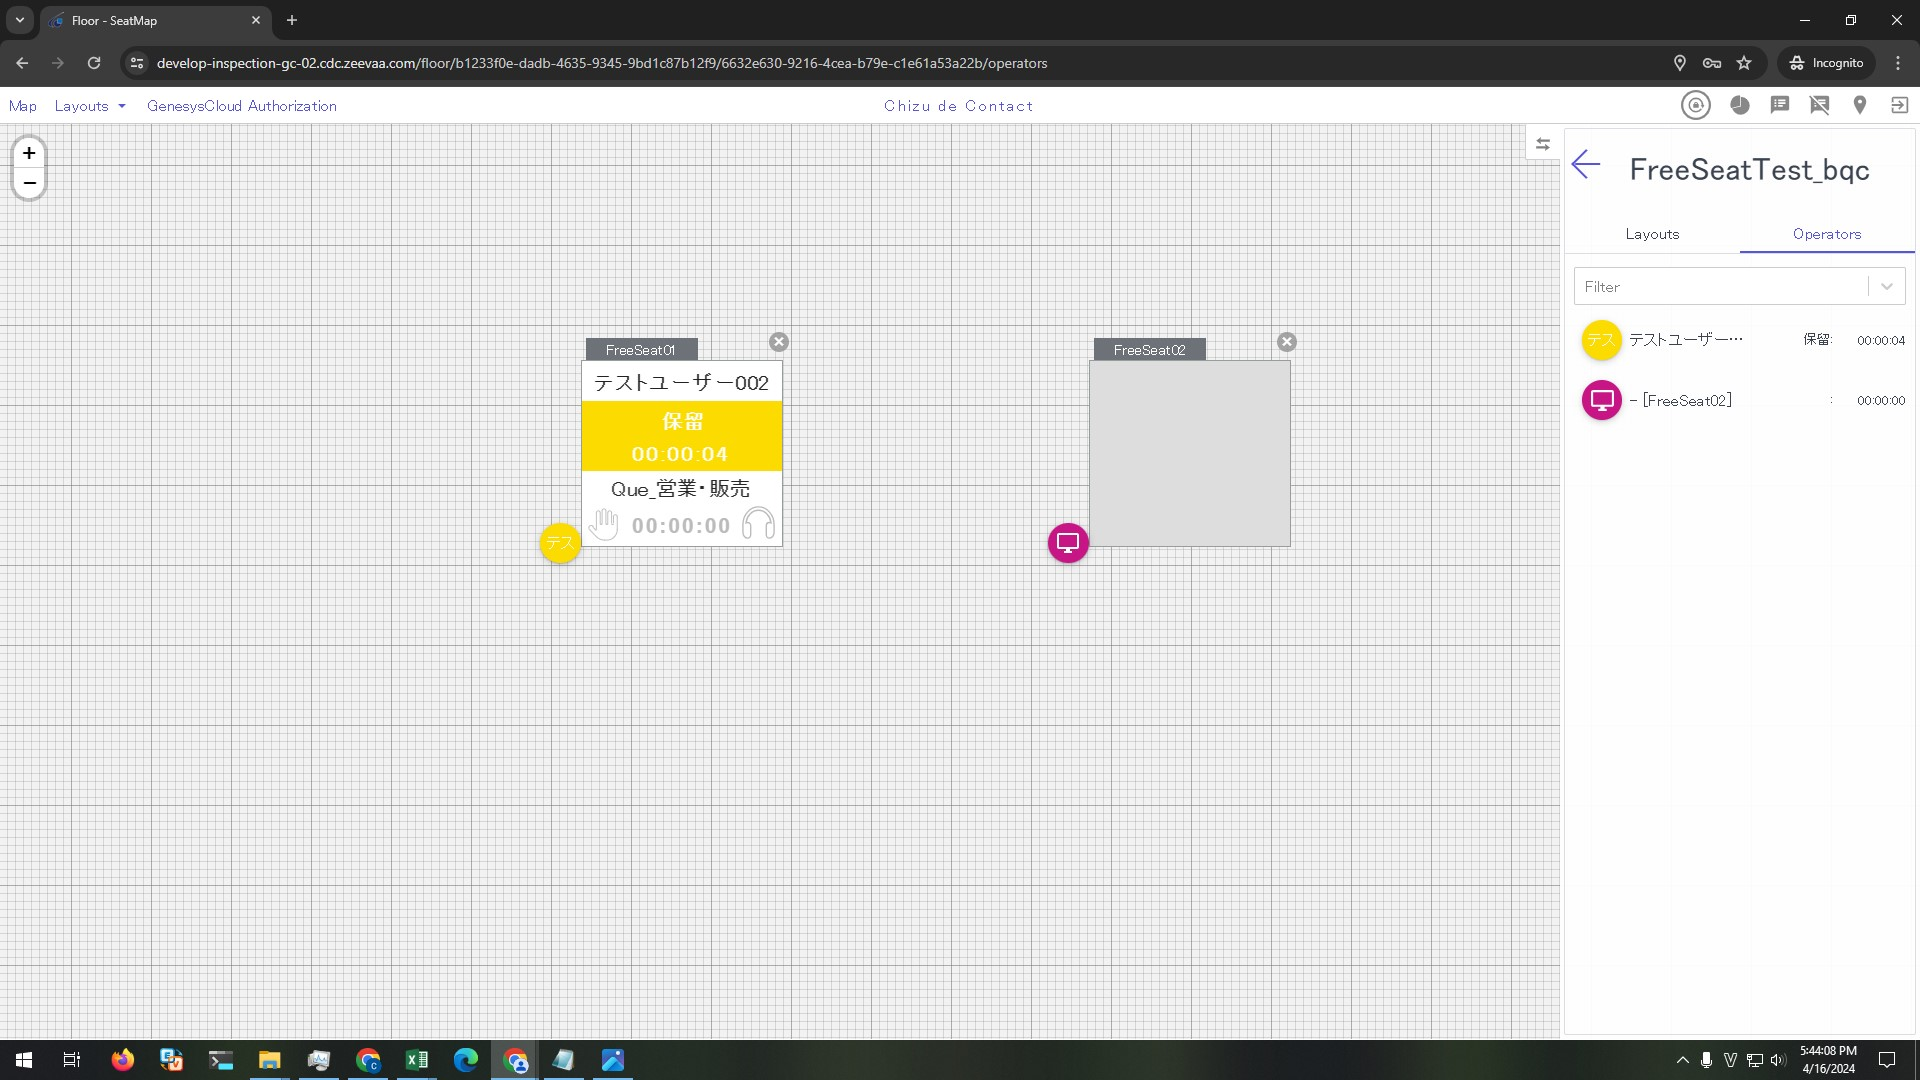 Floor - SeatMap
develop-inspection-gc-02.cdc.zeevaa.com/floor/b1233f0e-dadb-4635-9345-9bd1c87b12f9/6632e630-9216-4cea-b79e-c1e61a53a22b/operators
Incognito
Map Layouts GenesysCloud Authorization
Chizu de Contact
+
−
FreeSeat01
テストユーザー002
保留
00:00:04
Que_営業・販売
00:00:00
テス
FreeSeat02
FreeSeatTest_bqc
Layouts Operators
Filter
テス テストユーザー… 保留: 00:00:04
- [FreeSeat02] : 00:00:00
5:44:08 PM
4/16/2024